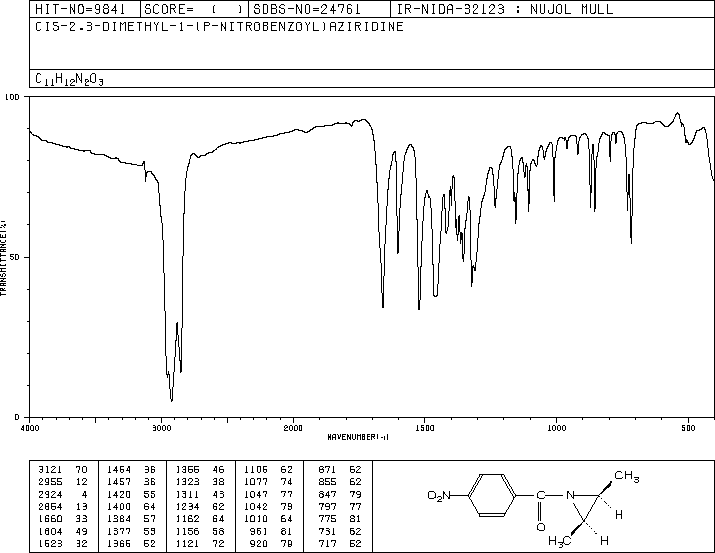 HIT-NO=9841 SCORE= ( ) SDBS-NO=24761 IR-NIDA-32123 : NUJOL MULL
CIS-2,3-DIMETHYL-1-(P-NITROBENZOYL)AZIRIDINE
C11H12N2O3
100
50
0
TRANSMITTANCE(%)
4000 3000 2000 1500 1000 500
WAVENUMBER(-1)
3121 70 1464 36 1355 46 1106 62 871 62
2955 12 1457 36 1323 38 1077 74 855 62
2924 4 1420 55 1311 43 1047 77 847 79
2854 13 1400 64 1234 62 1042 79 797 77
1660 33 1384 57 1162 64 1010 64 775 81
1604 49 1377 53 1156 58 961 81 731 62
1523 32 1366 52 1121 72 920 79 717 52
O2N
C
O
N
CH3
H
H
CH3